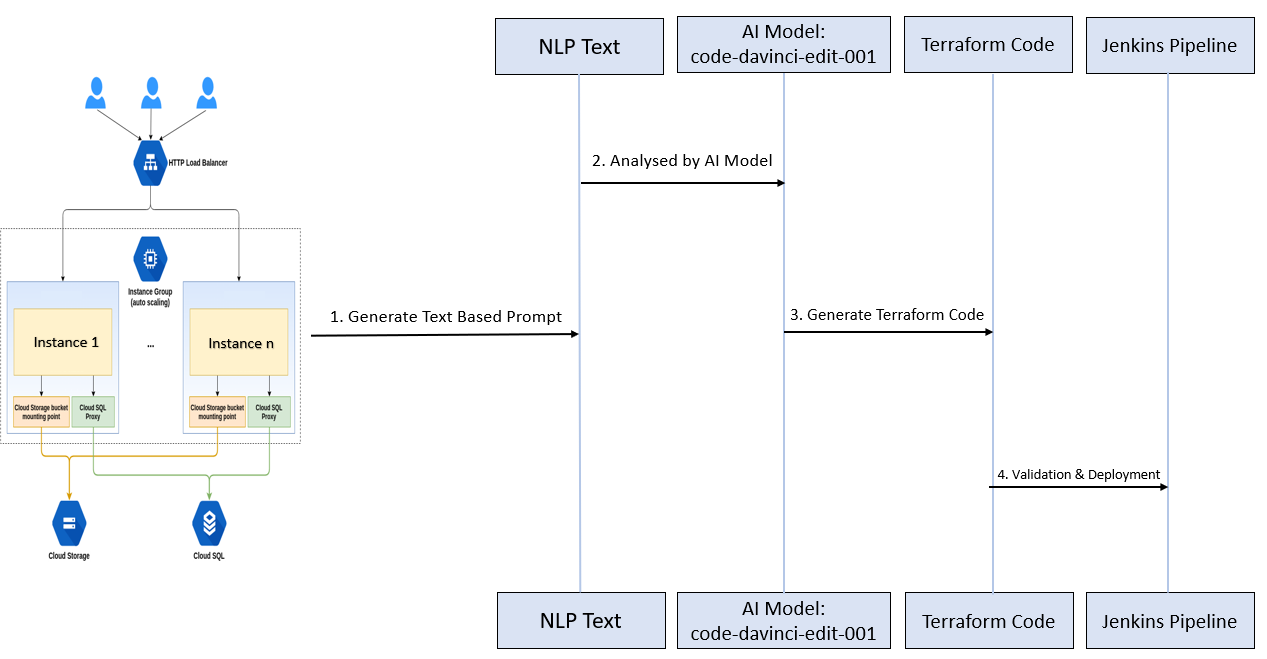 NLP Text
AI Model:
code-davinci-edit-001
Terraform Code
Jenkins Pipeline
HTTP Load Balancer
2. Analysed by AI Model
Instance Group
(auto scaling)
Instance 1
...
Instance n
Cloud Storage bucket
mounting point
Cloud SQL
Proxy
Cloud Storage bucket
mounting point
Cloud SQL
Proxy
Cloud Storage
Cloud SQL
1. Generate Text Based Prompt
3. Generate Terraform Code
4. Validation & Deployment
NLP Text
AI Model:
code-davinci-edit-001
Terraform Code
Jenkins Pipeline